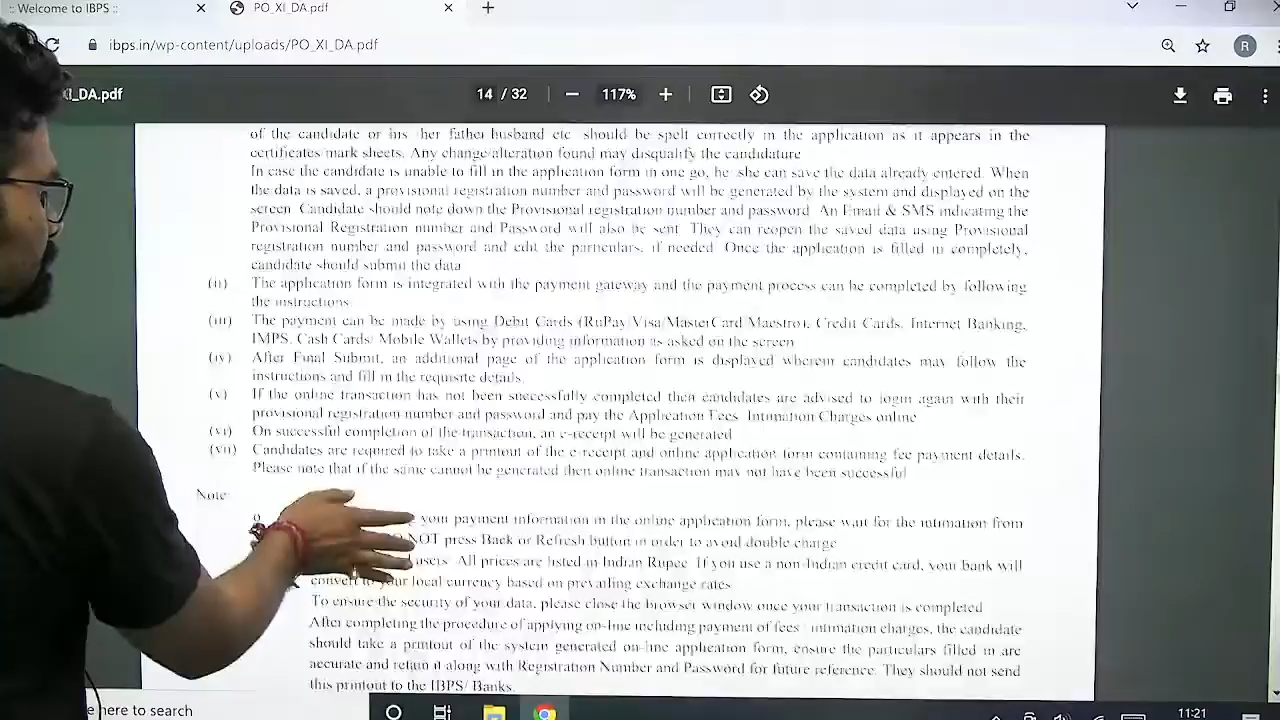 :: Welcome to IBPS ::
PO_XI_DA.pdf
ibps.in/wp-content/uploads/PO_XI_DA.pdf
R
XI_DA.pdf
14 / 32
117%
of the candidate or his her father husband etc should be spelt correctly in the application as it appears in the
certificates mark sheets. Any change alteration found may disqualify the candidature
In case the candidate is unable to fill in the application form in one go, he she can save the data already entered. When
the data is saved, a provisional registration number and password will be generated by the system and displayed on the
screen Candidate should note down the Provisional registration number and password An Email & SMS indicating the
Provisional Registration number and Password will also be sent They can reopen the saved data using Provisional
registration number and password and edit the particulars, if needed Once the application is filled in completely,
candidate should submit the data
(ii) The application form is integrated with the payment gateway and the payment process can be completed by following
the instructions
(iii) The payment can be made by using Debit Cards (RuPay/Visa/MasterCard/Maestro), Credit Cards, Internet Banking,
IMPS, Cash Cards/ Mobile Wallets by providing information as asked on the screen
(iv) After Final Submit, an additional page of the application form is displayed wherein candidates may follow the
instructions and fill in the requisite details.
(v) If the online transaction has not been successfully completed then candidates are advised to login again with their
provisional registration number and password and pay the Application Fees Intimation Charges online
(vi) On successful completion of the transaction, an e-receipt will be generated
(vii) Candidates are required to take a printout of the e-receipt and online application form containing fee payment details.
Please note that if the same cannot be generated then online transaction may not have been successful
Note:
your payment information in the online application form, please wait for the intimation from
NOT press Back or Refresh button in order to avoid double charge
users: All prices are listed in Indian Rupee If you use a non-Indian credit card, your bank will
convert to your local currency based on prevailing exchange rates
To ensure the security of your data, please close the browser window once your transaction is completed
After completing the procedure of applying on-line including payment of fees intimation charges, the candidate
should take a printout of the system generated on-line application form, ensure the particulars filled in are
accurate and retain it along with Registration Number and Password for future reference. They should not send
this printout to the IBPS/ Banks.
here to search
11:21